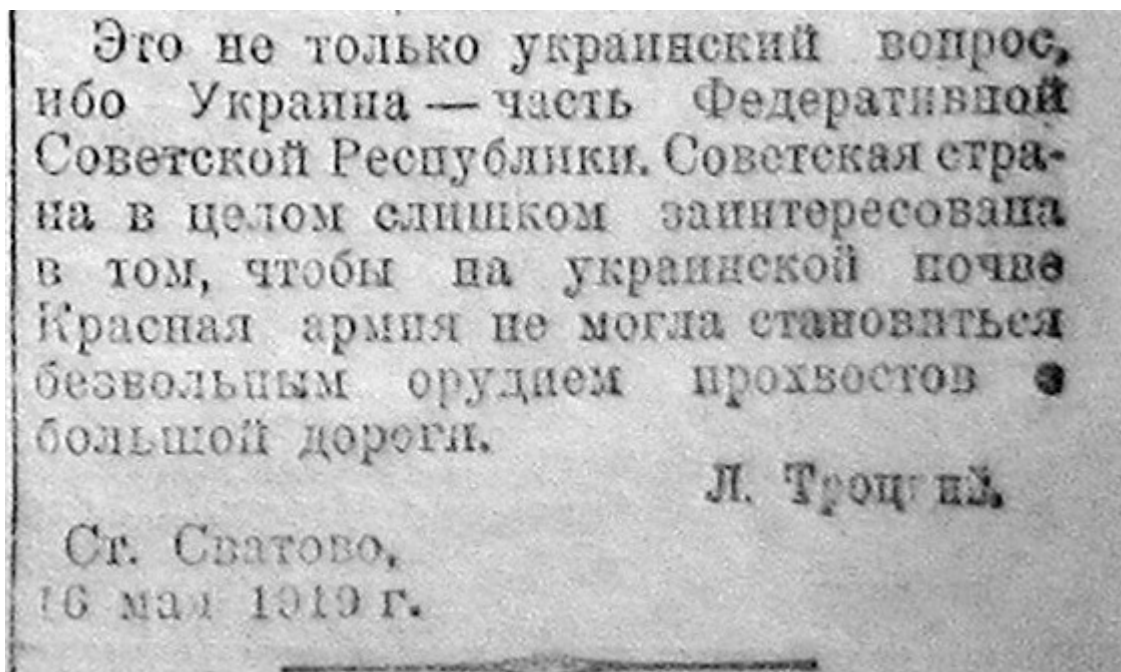 Это не только украинский вопрос,
ибо Украина — часть Федеративной
Советской Республики. Советская стра-
на в целом слишком заинтересована
в том, чтобы на украинской почве
Красная армия не могла становиться
безвольным орудием прохвостов с
большой дороги.
Л. Троцкий.
Ст. Сватово,
16 мая 1919 г.